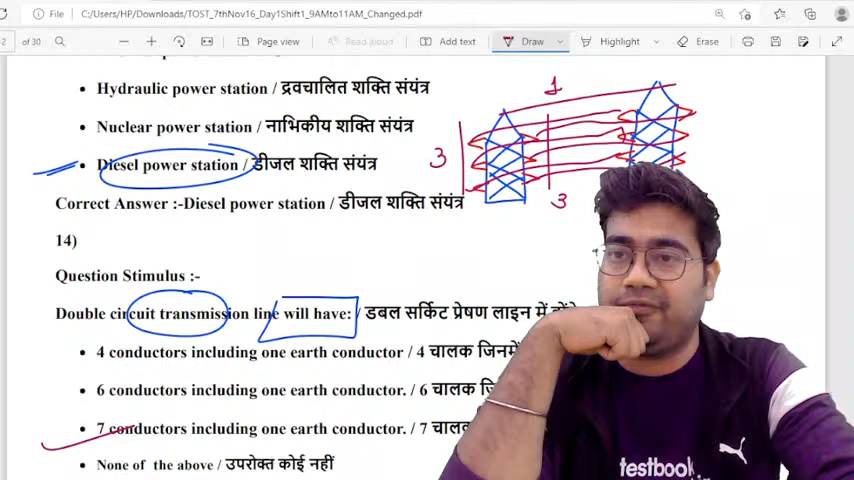 File C:/Users/HP/Downloads/TOST_7thNov16_Day1Shift1_9AMto11AM_Changed.pdf
2 of 30 Read aloud Add text Draw Highlight Erase
• Hydraulic power station / द्रवचालित शक्ति संयंत्र
• Nuclear power station / नाभिकीय शक्ति संयंत्र
• Diesel power station / डीजल शक्ति संयंत्र
1
3
3
Correct Answer :-Diesel power station / डीजल शक्ति संयंत्र
14)
Question Stimulus :-
Double circuit transmission line will have: / डबल सर्किट प्रेषण लाइन में होंगे
• 4 conductors including one earth conductor / 4 चालक जिनमें
• 6 conductors including one earth conductor. / 6 चालक
• 7 conductors including one earth conductor. / 7
• None of the above / उपरोक्त कोई नहीं
testbook